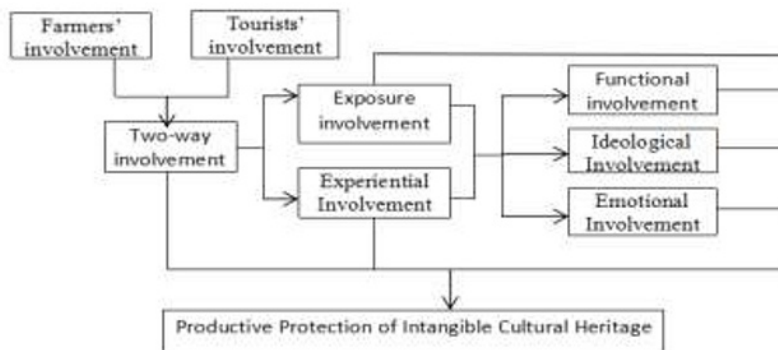 Farmers’
involvement
Tourists’
involvement
Two-way
involvement
Exposure
involvement
Experiential
Involvement
Functional
involvement
Ideological
Involvement
Emotional
Involvement
Productive Protection of Intangible Cultural Heritage